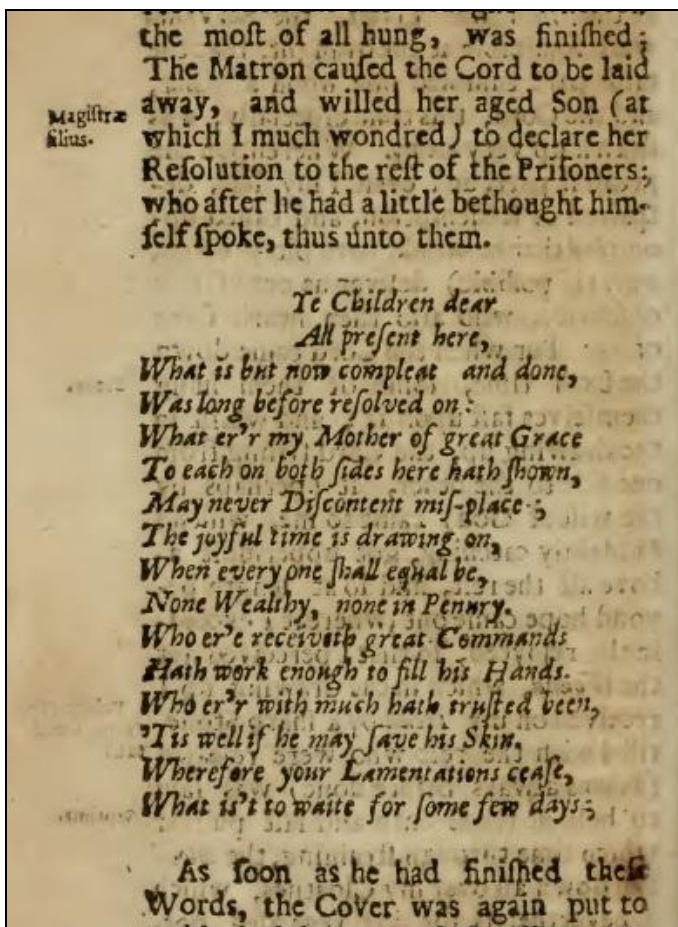 the moſt of all hung, was finiſhed;
The Matron cauſed the Cord to be laid
away, and willed her aged Son (at
Magiſtræ
filius.
which I much wondred) to declare her
Reſolution to the reſt of the Priſoners;
who after he had a little bethought him-
ſelf ſpoke, thus unto them.
Ye Children dear
All preſent here,
What is but now compleat and done,
Was long before reſolved on:
What er'r my Mother of great Grace
To each on both ſides here hath ſhown,
May never Diſcontent miſ-place;
The joyful time is drawing on,
When every one ſhall equal be,
None Wealthy, none in Penury.
Who er'e receiveth great Commands
Hath work enough to fill his Hands.
Who er'r with much hath truſted been,
'Tis well if he may ſave his Skin.
Wherefore your Lamentations ceaſe,
What is't to waite for ſome few days;
As ſoon as he had finiſhed theſe
Words, the Cover was again put to